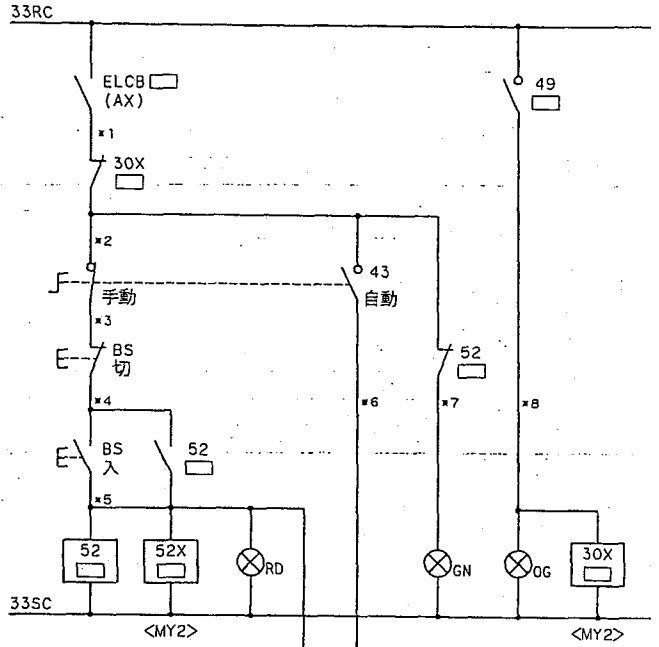 33RC
ELCB
(AX)
49
*1
30X
*2
43
手動
自動
*3
BS
切
52
*4
*6
*7
*8
BS
入
52
*5
52
52X
RD
GN
OG
30X
33SC
<MY2>
<MY2>